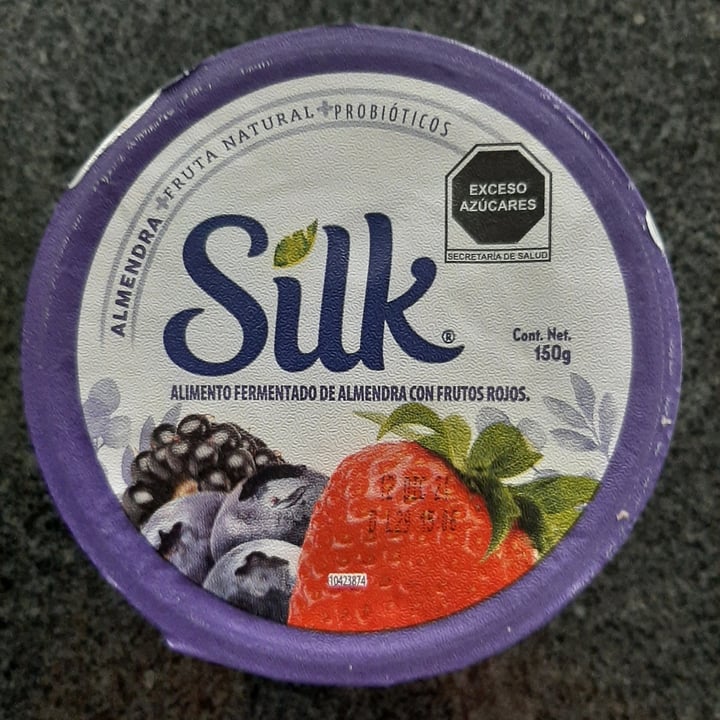 ALMENDRA + FRUTA NATURAL + PROBIÓTICOS
EXCESO
AZÚCARES
SECRETARÍA DE SALUD
Silk®
Cont. Net.
150g
ALIMENTO FERMENTADO DE ALMENDRA CON FRUTOS ROJOS.
10423874